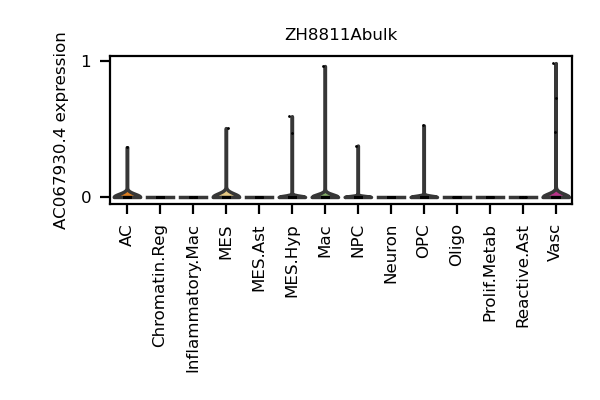 ZH8811Abulk
AC067930.4 expression
1
0
AC
Chromatin.Reg
Inflammatory.Mac
MES
MES.Ast
MES.Hyp
Mac
NPC
Neuron
OPC
Oligo
Prolif.Metab
Reactive.Ast
Vasc